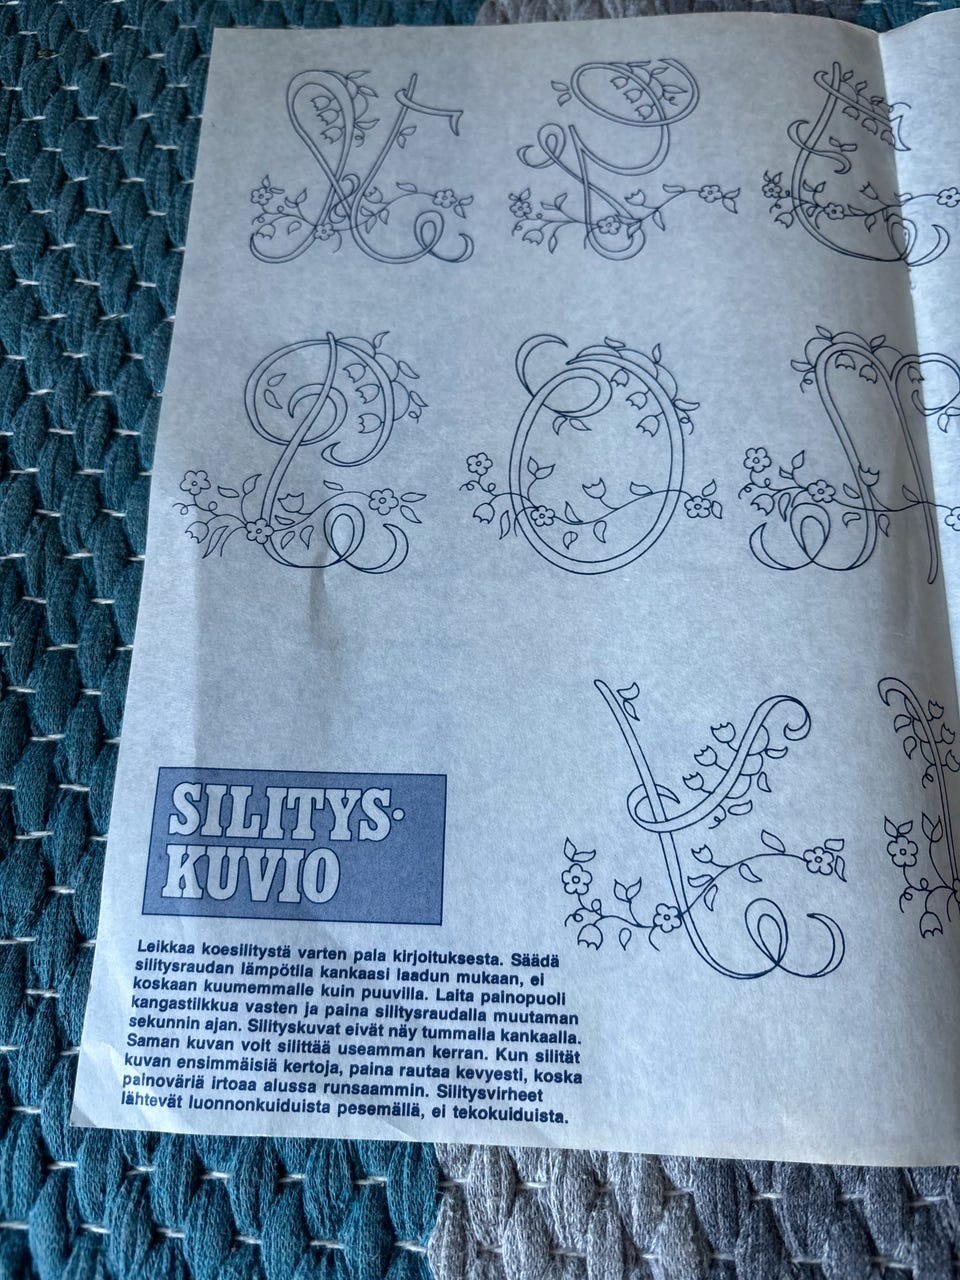 SILITYS-
KUVIO
Leikkaa koesilitystä varten pala kirjoituksesta. Säädä
silitysraudan lämpötila kankaasi laadun mukaan, ei
koskaan kuumemmalle kuin puuvilla. Laita painopuoli
kangastilkkua vasten ja paina silitysraudalla muutaman
sekunnin ajan. Silityskuvat eivät näy tummalla kankaalla.
Saman kuvan voit silittää useamman kerran. Kun silität
kuvan ensimmäisiä kertoja, paina rautaa kevyesti, koska
painoväriä irtoaa alussa runsaammin. Silitysvirheet
lähtevät luonnonkuiduista pesemällä, ei tekokuiduista.